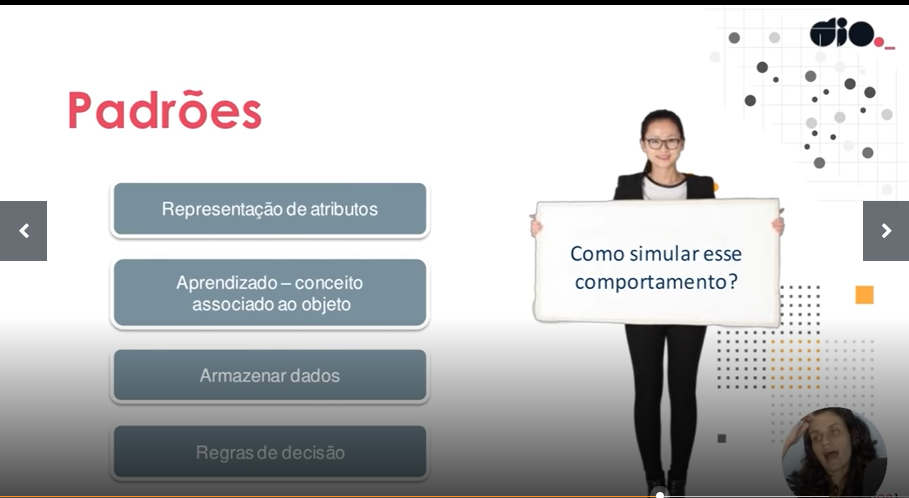 dio.
Padrões
Representação de atributos
Aprendizado – conceito
associado ao objeto
Armazenar dados
Regras de decisão
Como simular esse
comportamento?